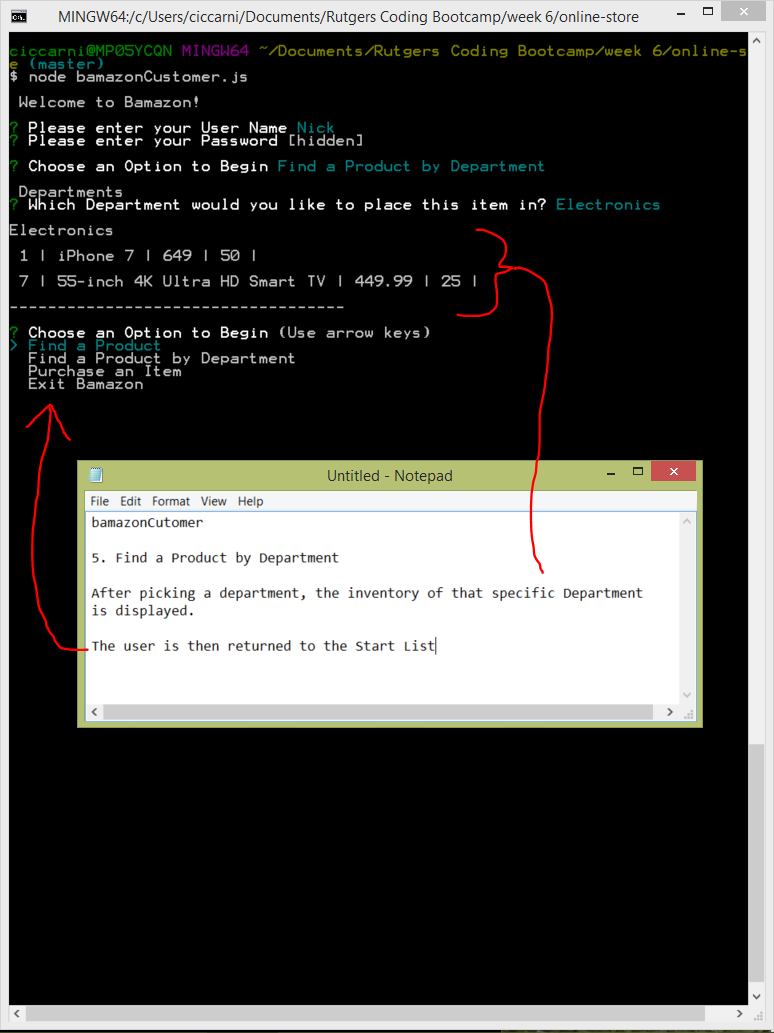 MINGW64:/c/Users/ciccarni/Documents/Rutgers Coding Bootcamp/week 6/online-store
ciccarni@MP05YCQN MINGW64 ~/Documents/Rutgers Coding Bootcamp/week 6/online-s
e (master)
$ node bamazonCustomer.js
Welcome to Bamazon!
? Please enter your User Name Nick
? Please enter your Password [hidden]
? Choose an Option to Begin Find a Product by Department
Departments
? Which Department would you like to place this item in? Electronics
Electronics
1 | iPhone 7 | 649 | 50 |
7 | 55-inch 4K Ultra HD Smart TV | 449.99 | 25 |
-----------------------------------
? Choose an Option to Begin (Use arrow keys)
> Find a Product
Find a Product by Department
Purchase an Item
Exit Bamazon
Untitled - Notepad
File Edit Format View Help
bamazonCutomer
5. Find a Product by Department
After picking a department, the inventory of that specific Department
is displayed.
The user is then returned to the Start List